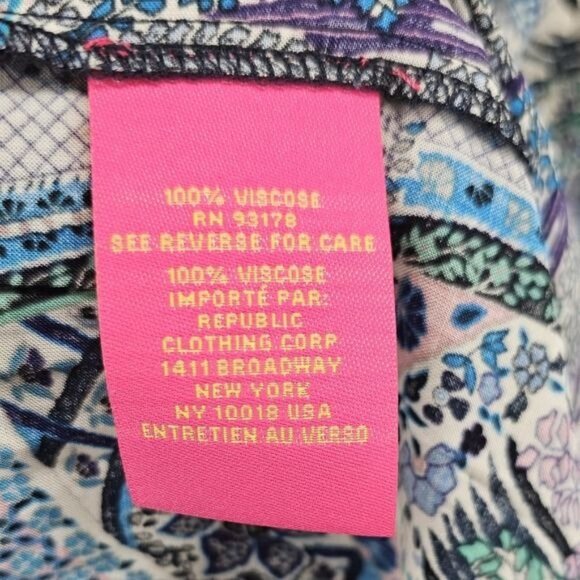 100% VISCOSE
RN 93178
SEE REVERSE FOR CARE
100% VISCOSE
IMPORTÉ PAR:
REPUBLIC
CLOTHING CORP
1411 BROADWAY
NEW YORK
NY 10018 USA
ENTRETIEN AU VERSO